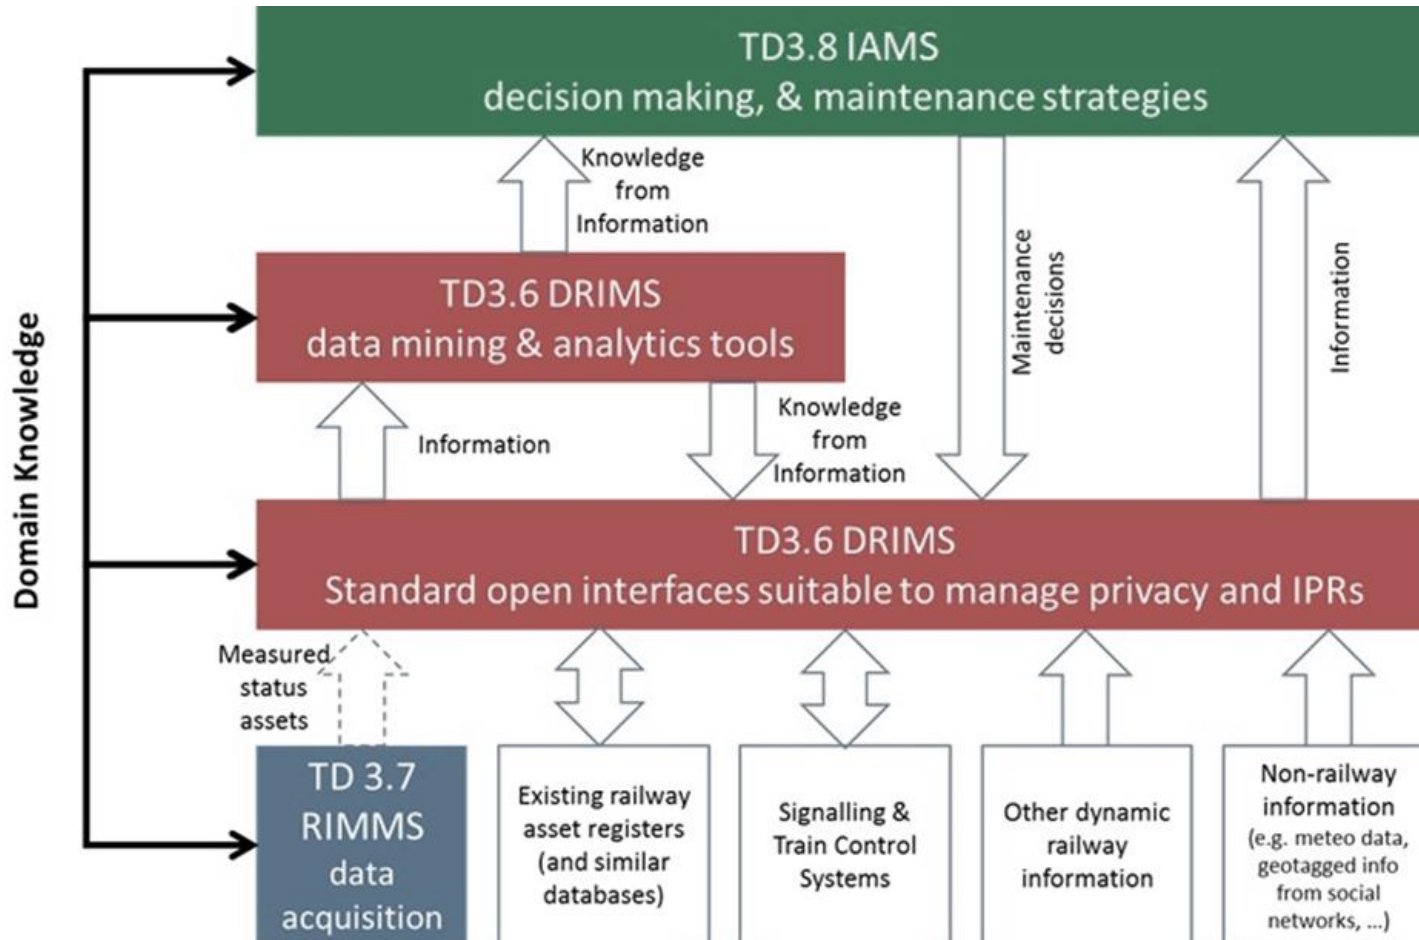 TD3.8 IAMS
decision making, & maintenance strategies
Knowledge
from
Information
Maintenance
decisions
Information
Domain Knowledge
TD3.6 DRIMS
data mining & analytics tools
Information
Knowledge
from
Information
TD3.6 DRIMS
Standard open interfaces suitable to manage privacy and IPRs
Measured
status
assets
TD 3.7
RIMMS
data
acquisition
Existing railway
asset registers
(and similar
databases)
Signalling &
Train Control
Systems
Other dynamic
railway
information
Non-railway
information
(e.g. meteo data,
geotagged info
from social
networks, ...)